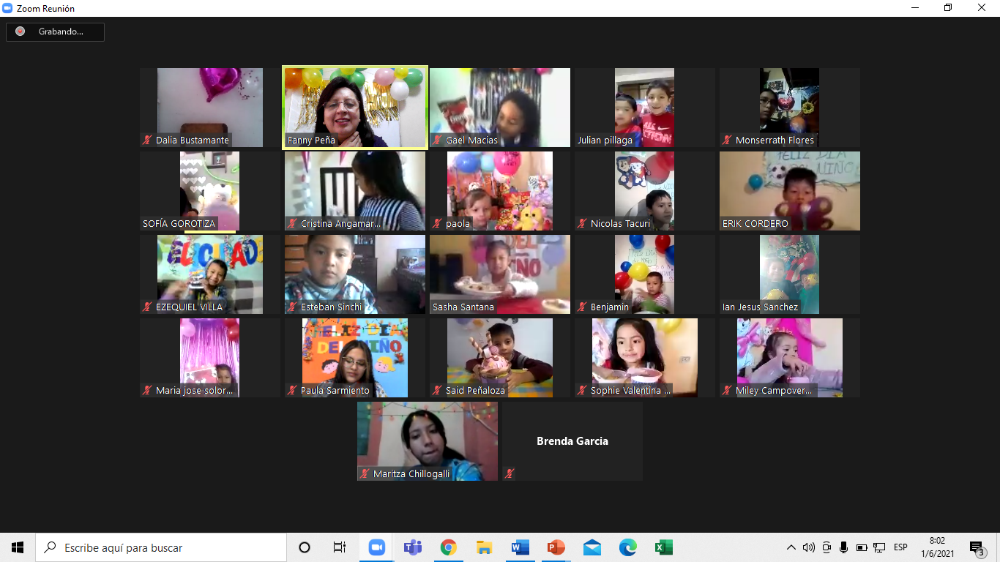 Zoom Reunión
Grabando...
Dalia Bustamante
Fanny Peña
Gael Macias
Julian pillaga
Monserrath Flores
SOFÍA GOROTIZA
Cristina Angamar...
paola
Nicolas Tacuri
FELIZ DÍA
NIÑO
ERIK CORDERO
EZEQUIEL VILLA
Esteban Sinchi
DEL
NIÑO
Sasha Santana
Benjamin
Ian Jesus Sanchez
Maria jose solor...
FELIZ DIA
DEL NIÑO
Paula Sarmiento
Said Peñaloza
Sophie Valentina ...
Miley Campover...
Maritza Chillogalli
Brenda Garcia
Escribe aquí para buscar
ESP
8:02
1/6/2021
3